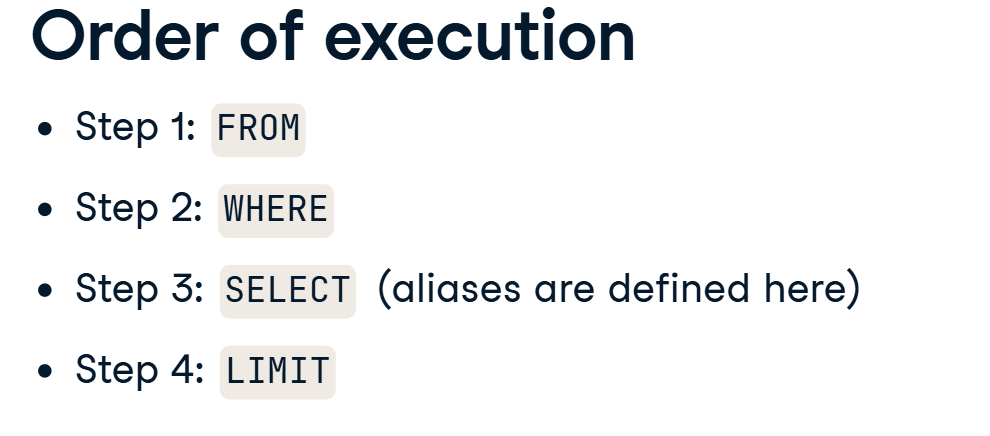 Order of execution
• Step 1: FROM
• Step 2: WHERE
• Step 3: SELECT (aliases are defined here)
• Step 4: LIMIT